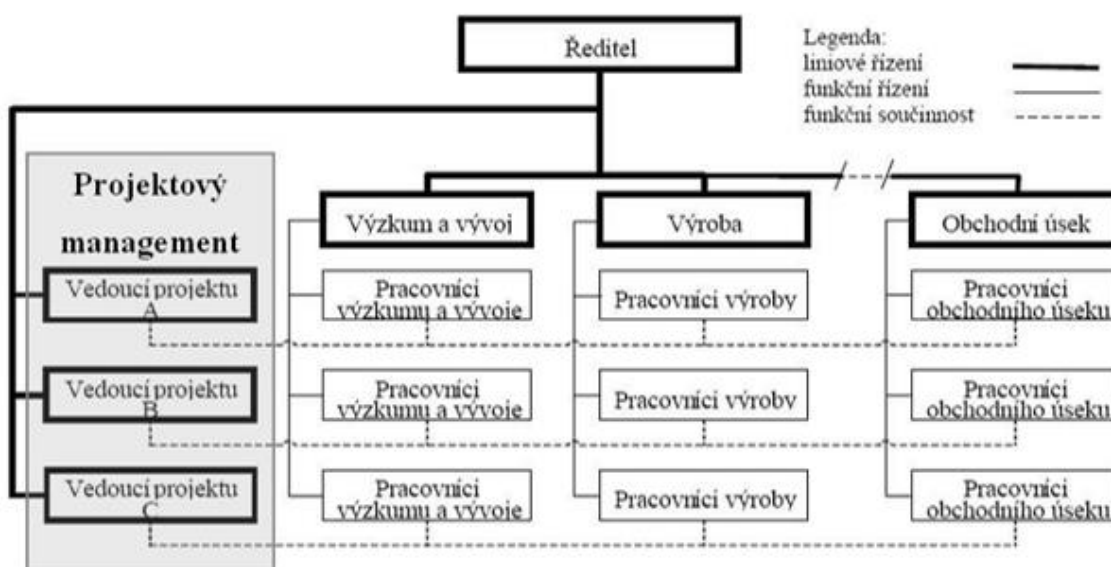 Ředitel
Legenda:
liniové řízení
funkční řízení
funkční součinnost
Projektový
management
Výzkum a vývoj
Výroba
Obchodní úsek
Vedoucí projektu
A
Pracovníci
výzkumu a vývoje
Pracovníci výroby
Pracovníci
obchodního úseku
Vedoucí projektu
B
Pracovníci
výzkumu a vývoje
Pracovníci výroby
Pracovníci
obchodního úseku
Vedoucí projektu
C
Pracovníci
výzkumu a vývoje
Pracovníci výroby
Pracovníci
obchodního úseku